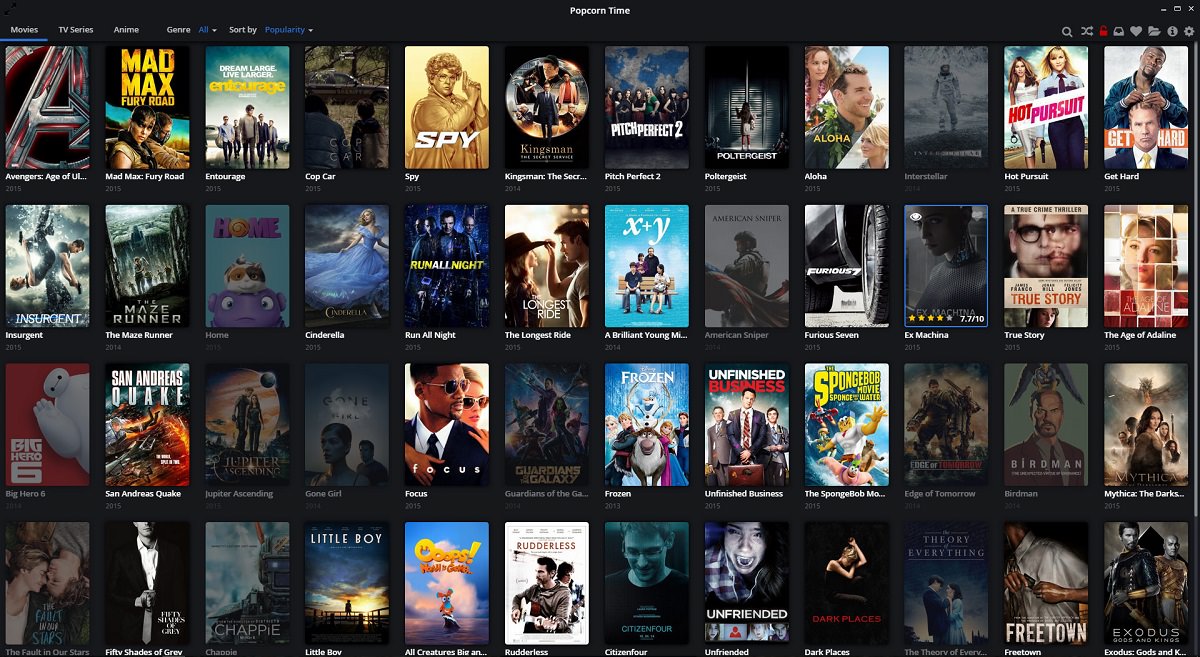 Popcorn Time
Movies TV Series Anime Genre All Sort by Popularity
MAD MAX FURY ROAD
DREAM LARGE. LIVE LARGER. entourage
COP CAR
SPY
Kingsman THE SECRET SERVICE
PITCH PERFECT 2
POLTERGEIST
ALOHA
INTERSTELLAR
HOT PURSUIT
GET HARD
Avengers: Age of Ul... Mad Max: Fury Road Entourage Cop Car Spy Kingsman: The Secr... Pitch Perfect 2 Poltergeist Aloha Interstellar Hot Pursuit Get Hard
2015 2015 2015 2015 2015 2014 2015 2015 2015 2014 2015 2015
INSURGENT
THE MAZE RUNNER
HOME
CINDERELLA
RUN ALL NIGHT
THE LONGEST RIDE
x+y
AMERICAN SNIPER
FURIOUS 7
EX MACHINA
7.7/10
A TRUE CRIME THRILLER
JAMES FRANCO JONAH HILL FELICITY JONES
TRUE STORY
THE AGE OF ADALINE
Insurgent The Maze Runner Home Cinderella Run All Night The Longest Ride A Brilliant Young Mi... American Sniper Furious Seven Ex Machina True Story The Age of Adaline
2015 2014 2015 2015 2015 2015 2014 2014 2015 2015 2015 2015
BIG HERO 6
SAN ANDREAS QUAKE
JUPITER ASCENDING
GONE GIRL
focus
GUARDIANS OF THE GALAXY
Disney FROZEN
UNFINISHED BUSINESS
THE SPONGEBOB MOVIE SPONGE OUT OF WATER
EDGE OF TOMORROW
BIRDMAN
MYTHICA
Big Hero 6 San Andreas Quake Jupiter Ascending Gone Girl Focus Guardians of the Ga... Frozen Unfinished Business The SpongeBob Mo... Edge of Tomorrow Birdman Mythica: The Darks...
2014 2015 2015 2014 2015 2014 2013 2015 2015 2014 2014 2015
THE FAULT IN OUR STARS
FIFTY SHADES OF GREY
CHAPPIE
LITTLE BOY
OOOPS! NOAH IS GONE...
RUDDERLESS
CITIZENFOUR
UNFRIENDED
DARK PLACES
THE THEORY of EVERYTHING
FREETOWN
EXODUS GODS AND KINGS
The Fault in Our Stars Fifty Shades of Grey Chappie Little Boy All Creatures Big an... Rudderless Citizenfour Unfriended Dark Places The Theory of Every... Freetown Exodus: Gods and K...